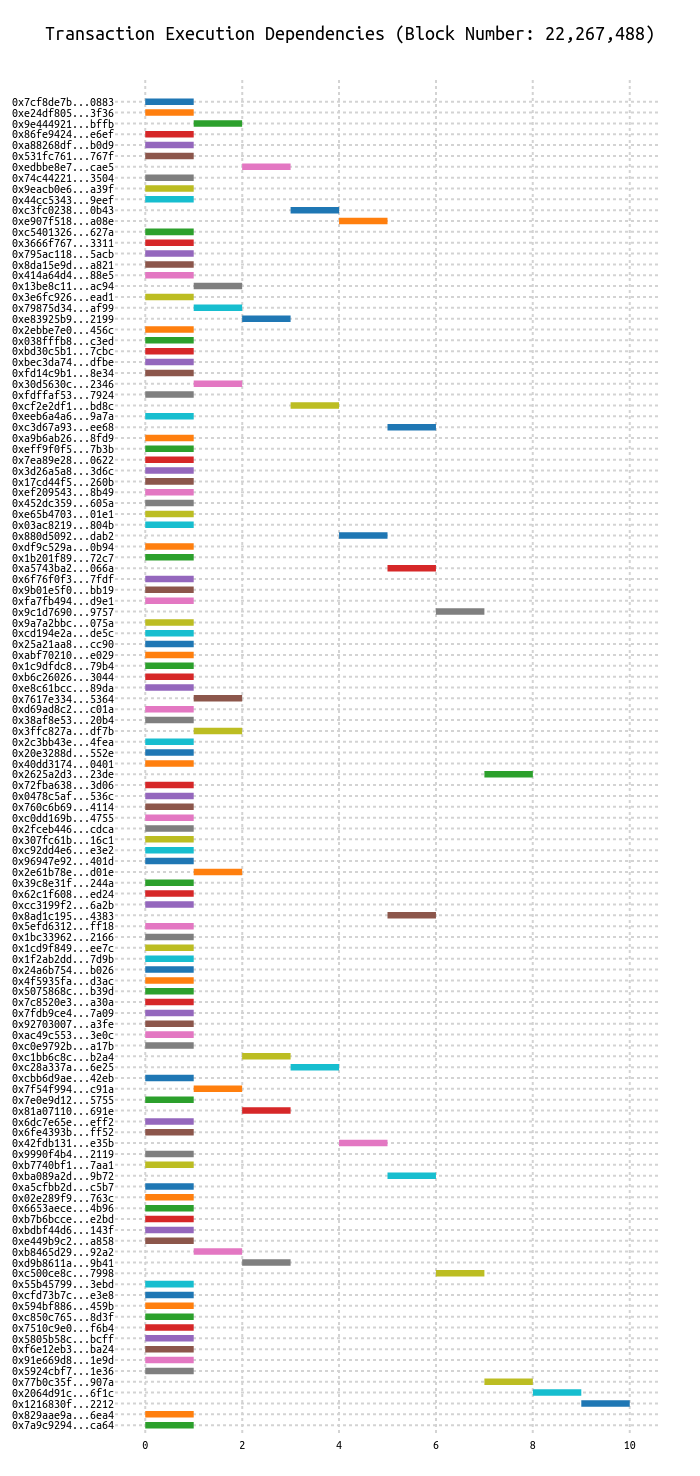 Transaction Execution Dependencies (Block Number: 22,267,488)
0x7cf8de7b...0883
0xe24df805...3f36
0x9e444921...bffb
0x86fe9424...e6ef
0xa88268df...b0d9
0x531fc761...767f
0xedbbe8e7...cae5
0x74c44221...3504
0x9eacb0e6...a39f
0x44cc5343...9eef
0xc3fc0238...0b43
0xe907f518...a08e
0xc5401326...627a
0x3666f767...3311
0x795ac118...5acb
0x8da15e9d...a821
0x414a64d4...88e5
0x13be8c11...ac94
0x3e6fc926...ead1
0x79875d34...af99
0xe83925b9...2199
0x2ebbe7e0...456c
0x038fffb8...c3ed
0xbd30c5b1...7cbc
0xbec3da74...dfbe
0xfd14c9b1...8e34
0x30d5630c...2346
0xfdffaf53...7924
0xcf2e2df1...bd8c
0xeeb6a4a6...9a7a
0xc3d67a93...ee68
0xa9b6ab26...8fd9
0xeff9f0f5...7b3b
0x7ea89e28...0622
0x3d26a5a8...3d6c
0x17cd44f5...260b
0xef209543...8b49
0x452dc359...605a
0xe65b4703...01e1
0x03ac8219...804b
0x880d5092...dab2
0xdf9c529a...0b94
0x1b201f89...72c7
0xa5743ba2...066a
0x6f76f0f3...7fdf
0x9b01e5f0...bb19
0xfa7fb494...d9e1
0x9c1d7690...9757
0x9a7a2bbc...075a
0xcd194e2a...de5c
0x25a21aa8...cc90
0xabf70210...e029
0x1c9dfdc8...79b4
0xb6c26026...3044
0xe8c61bcc...89da
0x7617e334...5364
0xd69ad8c2...c01a
0x38af8e53...20b4
0x3ffc827a...df7b
0x2c3bb43e...4fea
0x20e3288d...552e
0x40dd3174...0401
0x2625a2d3...23de
0x72fba638...3d06
0x0478c5af...536c
0x760c6b69...4114
0xc0dd169b...4755
0x2fceb446...cdca
0x307fc61b...16c1
0xc92dd4e6...e3e2
0x96947e92...401d
0x2e61b78e...d01e
0x39c8e31f...244a
0x62c1f608...ed24
0xcc3199f2...6a2b
0x8ad1c195...4383
0x5efd6312...ff18
0x1bc33962...2166
0x1cd9f849...ee7c
0x1f2ab2dd...7d9b
0x24a6b754...b026
0x4f5935fa...d3ac
0x5075868c...b39d
0x7c8520e3...a30a
0x7fdb9ce4...7a09
0x92703007...a3fe
0xac49c553...3e0c
0xc0e9792b...a17b
0xc1bb6c8c...b2a4
0xc28a337a...6e25
0xcbb6d9ae...42eb
0x7f54f994...c91a
0x7e0e9d12...5755
0x81a07110...691e
0x6dc7e65e...eff2
0x6fe4393b...ff52
0x42fdb131...e35b
0x9990f4b4...2119
0xb7740bf1...7aa1
0xba089a2d...9b72
0xa5cfbb2d...c5b7
0x02e289f9...763c
0x6653aece...4b96
0xb7b6bcce...e2bd
0xbdbf44d6...143f
0xe449b9c2...a858
0xb8465d29...92a2
0xd9b8611a...9b41
0xc500ce8c...7998
0x55b45799...3ebd
0xcfd73b7c...e3e8
0x594bf886...459b
0xc850c765...8d3f
0x7510c9e0...f6b4
0x5805b58c...bcff
0xf6e12eb3...ba24
0x91e669d8...1e9d
0x5924cbf7...1e36
0x77b0c35f...907a
0x2064d91c...6f1c
0x1216830f...2212
0x829aae9a...6ea4
0x7a9c9294...ca64
0 2 4 6 8 10